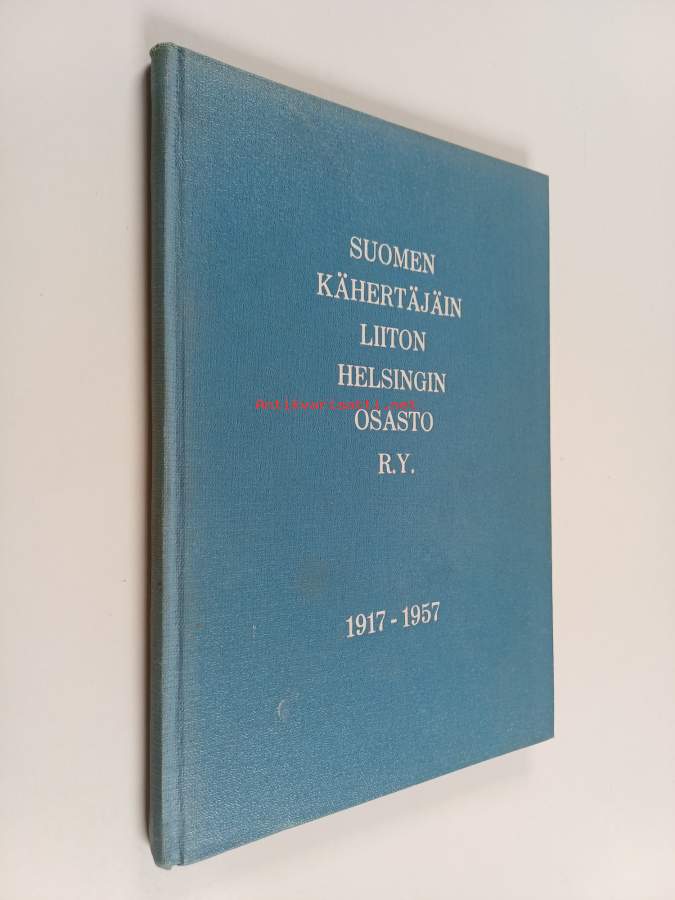 SUOMEN
KÄHERTÄJÄIN
LIITON
HELSINGIN
Antikvariaatti.net
OSASTO
R.Y.
1917 - 1957